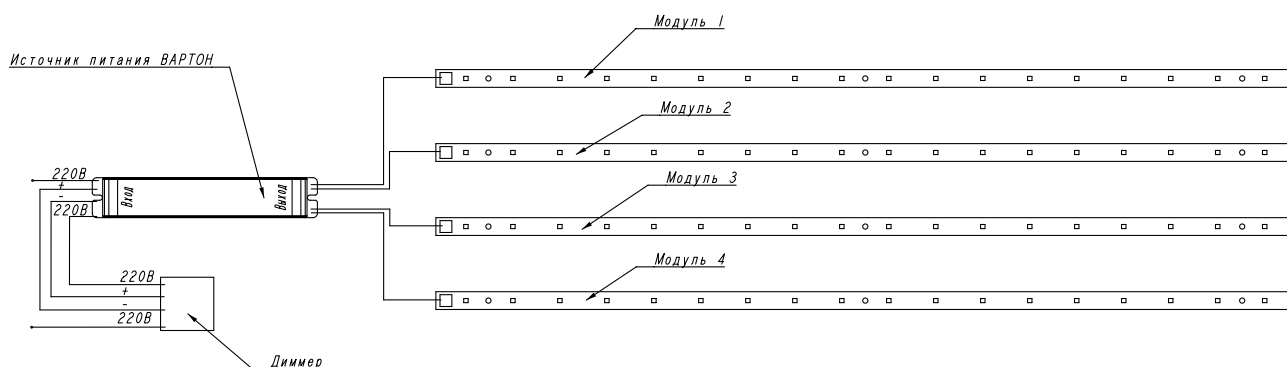 Модуль 1
Источник питания ВАРТОН
Модуль 2
220В
+
-
220В
Вход
Выход
Модуль 3
Модуль 4
220В
+
-
220В
Диммер